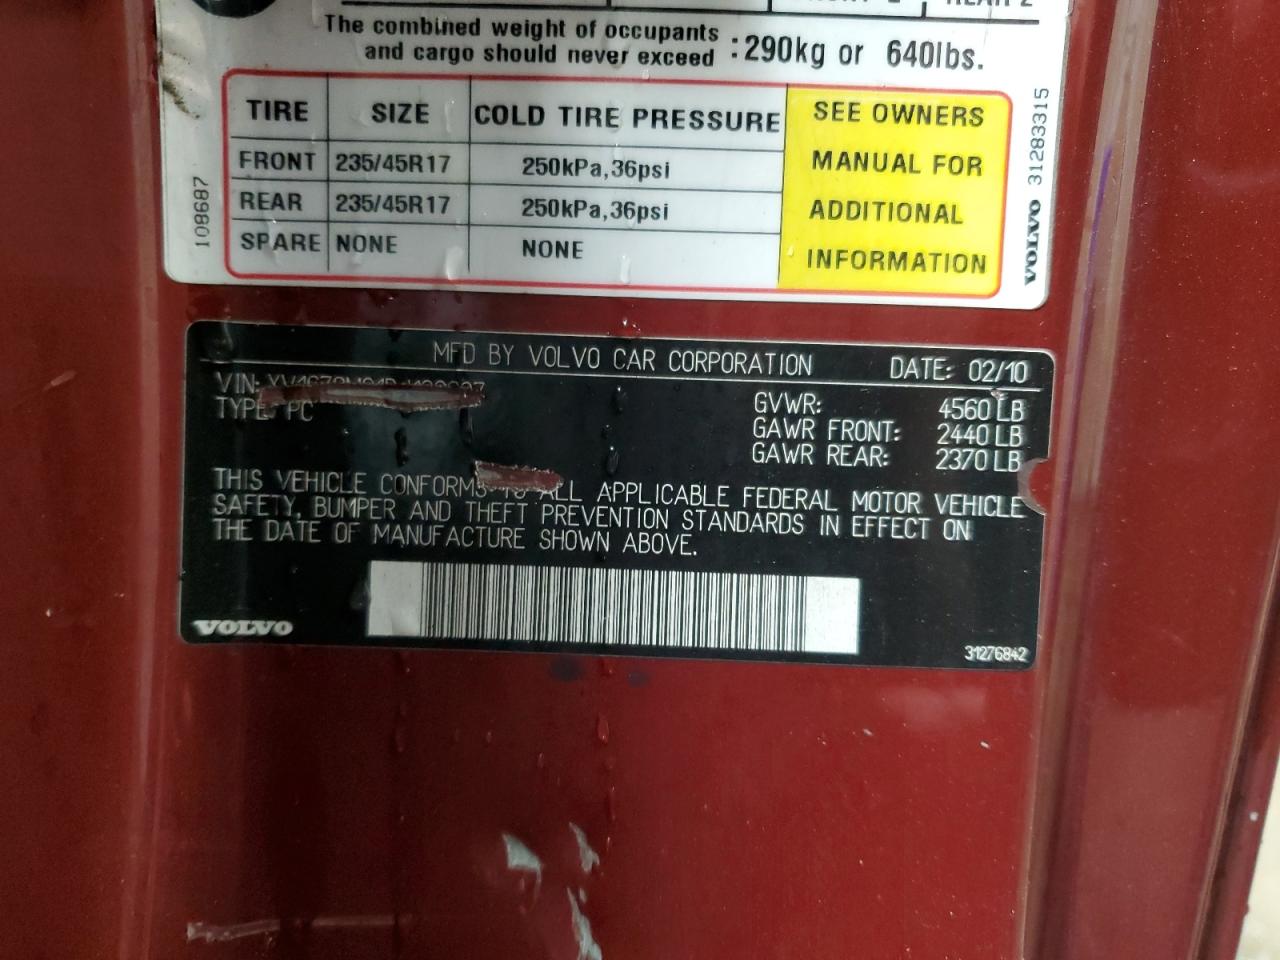 The combined weight of occupants
and cargo should never exceed : 290kg or 640lbs.
TIRE SIZE COLD TIRE PRESSURE SEE OWNERS
FRONT 235/45R17 250kPa,36psi MANUAL FOR
REAR 235/45R17 250kPa,36psi ADDITIONAL
SPARE NONE NONE INFORMATION
108687
VOLVO 31283315
MFD BY VOLVO CAR CORPORATION DATE: 02/10
VIN:
TYPE: PC
GVWR: 4560 LB
GAWR FRONT: 2440 LB
GAWR REAR: 2370 LB
THIS VEHICLE CONFORMS TO ALL APPLICABLE FEDERAL MOTOR VEHICLE
SAFETY, BUMPER AND THEFT PREVENTION STANDARDS IN EFFECT ON
THE DATE OF MANUFACTURE SHOWN ABOVE.
VOLVO
31276842